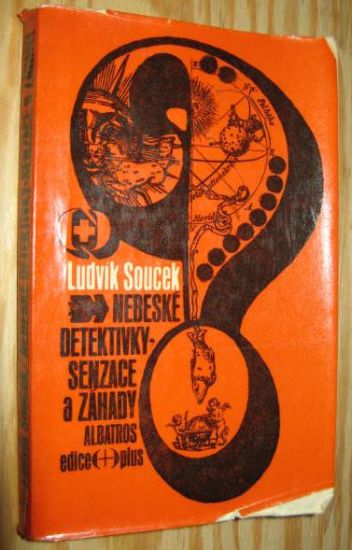 Ludvík Souček
NEBESKÉ
DETEKTIVKY-
SENZACE
a ZÁHADY
ALBATROS
edice (+) plus